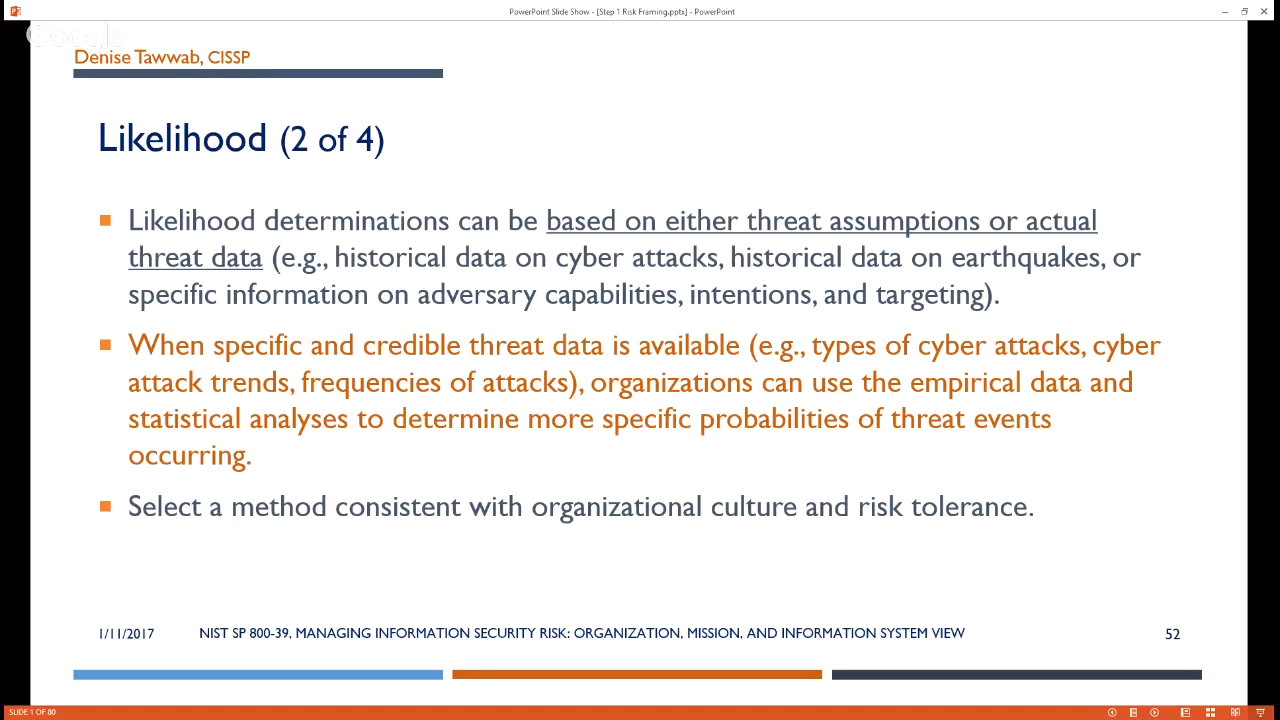 PowerPoint Slide Show - [Step 1 Risk Framing.pptx] - PowerPoint
Denise Tawwab, CISSP
Likelihood (2 of 4)
Likelihood determinations can be based on either threat assumptions or actual
threat data (e.g., historical data on cyber attacks, historical data on earthquakes, or
specific information on adversary capabilities, intentions, and targeting).
When specific and credible threat data is available (e.g., types of cyber attacks, cyber
attack trends, frequencies of attacks), organizations can use the empirical data and
statistical analyses to determine more specific probabilities of threat events
occurring.
Select a method consistent with organizational culture and risk tolerance.
1/11/2017 NIST SP 800-39, MANAGING INFORMATION SECURITY RISK: ORGANIZATION, MISSION, AND INFORMATION SYSTEM VIEW 52
SLIDE 1 OF 80